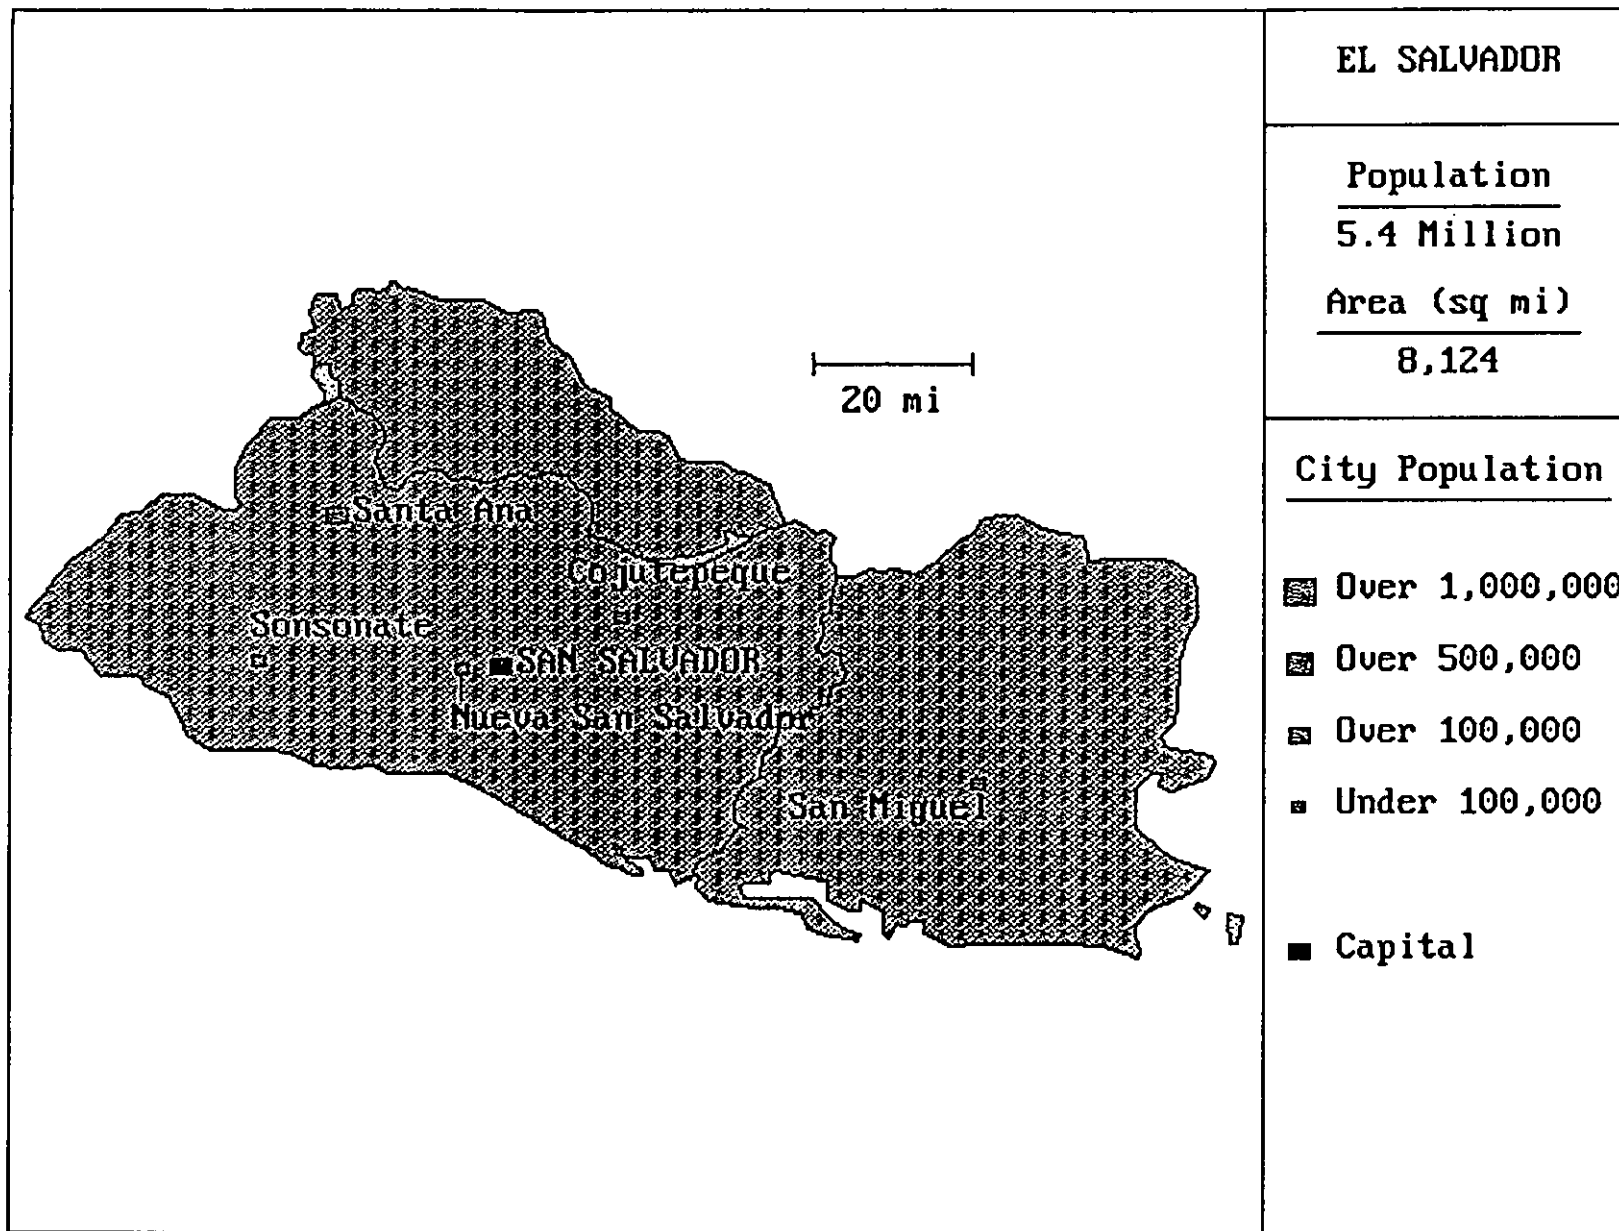 EL SALVADOR
Population
5.4 Million
Area (sq mi)
8,124
20 mi
City Population
Over 1,000,000
Over 500,000
Over 100,000
Under 100,000
Capital
Santa Ana
Cojutepeque
Sonsonate
SAN SALVADOR
Nueva San Salvador
San Miguel